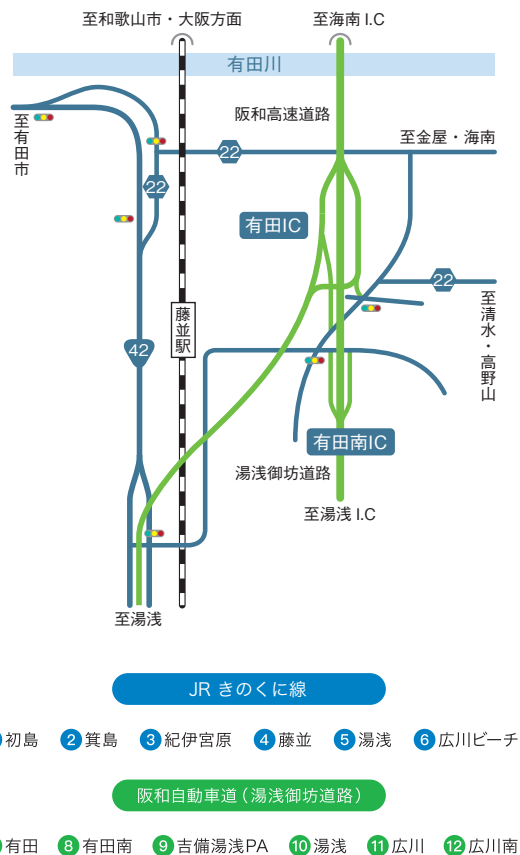 至和歌山市・大阪方面
至海南 I.C
有田川
阪和高速道路
至有田市
至金屋・海南
22
22
有田IC
22
至清水・高野山
藤並駅
42
有田南IC
湯浅御坊道路
至湯浅 I.C
至湯浅
JR きのくに線
初島 2 箕島 3 紀伊宮原 4 藤並 5 湯浅 6 広川ビーチ
阪和自動車道（湯浅御坊道路）
有田 8 有田南 9 吉備湯浅PA 10 湯浅 11 広川 12 広川南